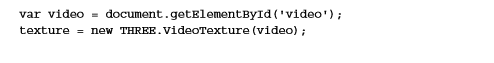 var video = document.getElementById('video');
texture = new THREE.VideoTexture(video);